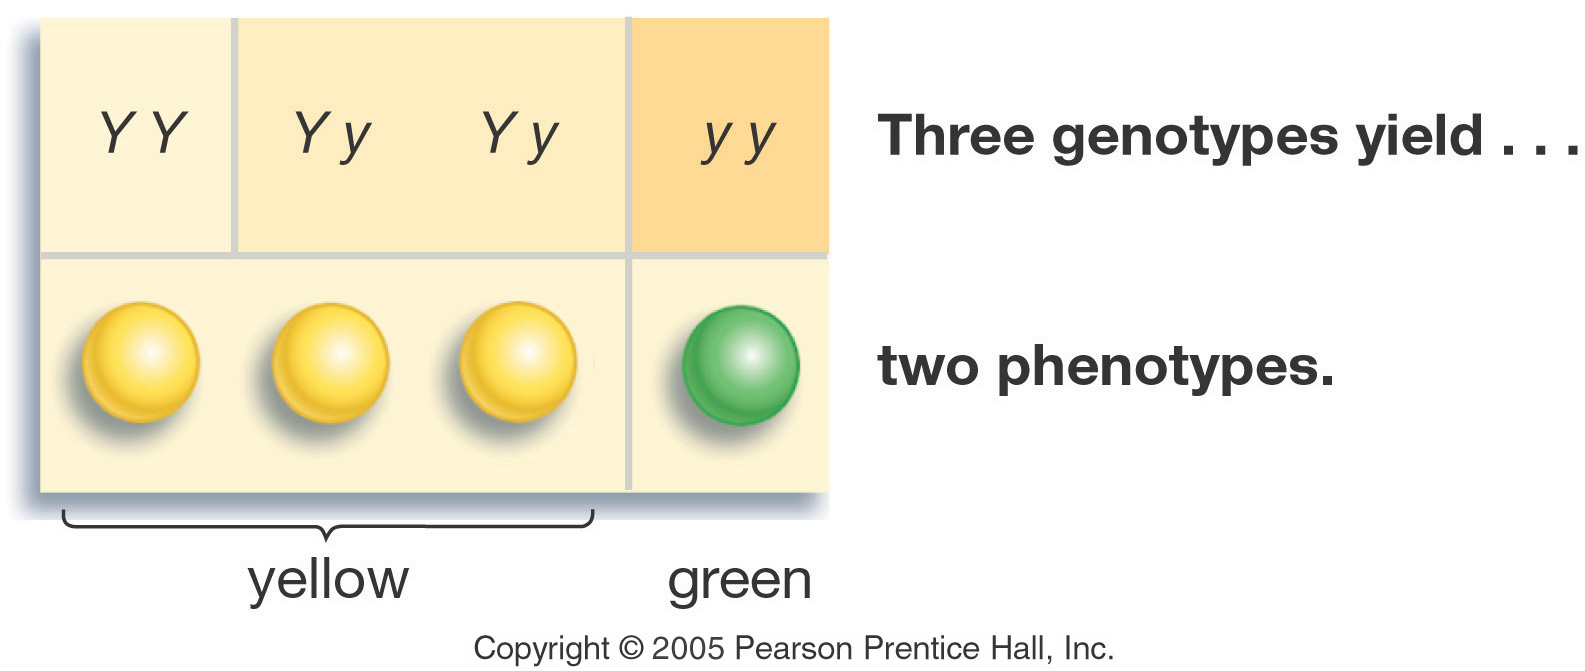 Y Y Y y Y y y y Three genotypes yield . . .
two phenotypes.
yellow green
Copyright © 2005 Pearson Prentice Hall, Inc.